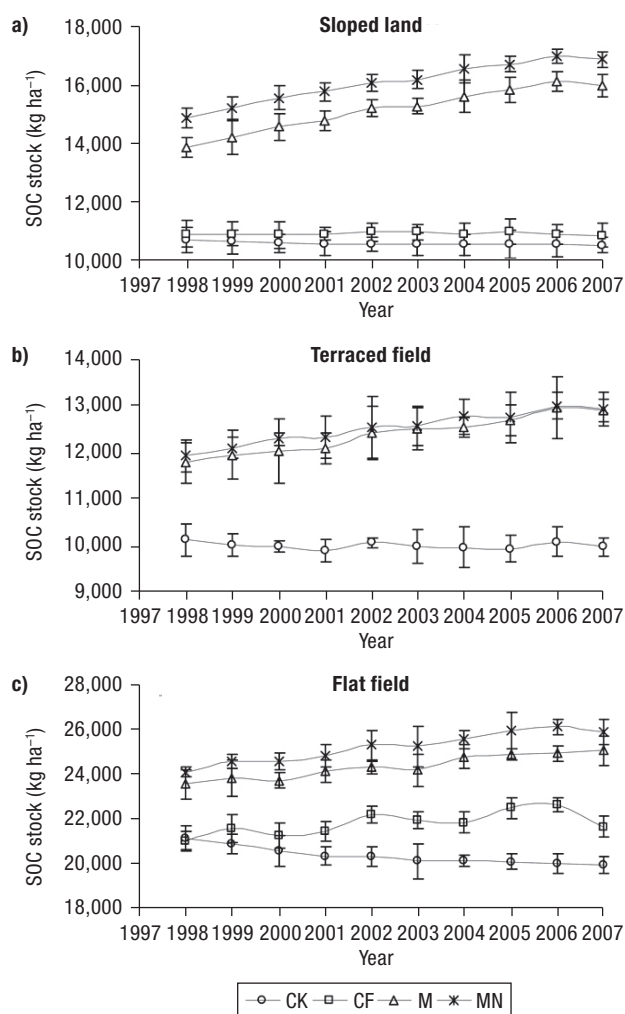 a) Sloped land
18,000
16,000
14,000
12,000
10,000
SOC stock (kg ha⁻¹)
1997 1998 1999 2000 2001 2002 2003 2004 2005 2006 2007
Year
b) Terraced field
14,000
13,000
12,000
11,000
10,000
9,000
SOC stock (kg ha⁻¹)
1997 1998 1999 2000 2001 2002 2003 2004 2005 2006 2007
Year
c) Flat field
28,000
26,000
24,000
22,000
20,000
18,000
SOC stock (kg ha⁻¹)
1997 1998 1999 2000 2001 2002 2003 2004 2005 2006 2007
Year
CK CF M MN